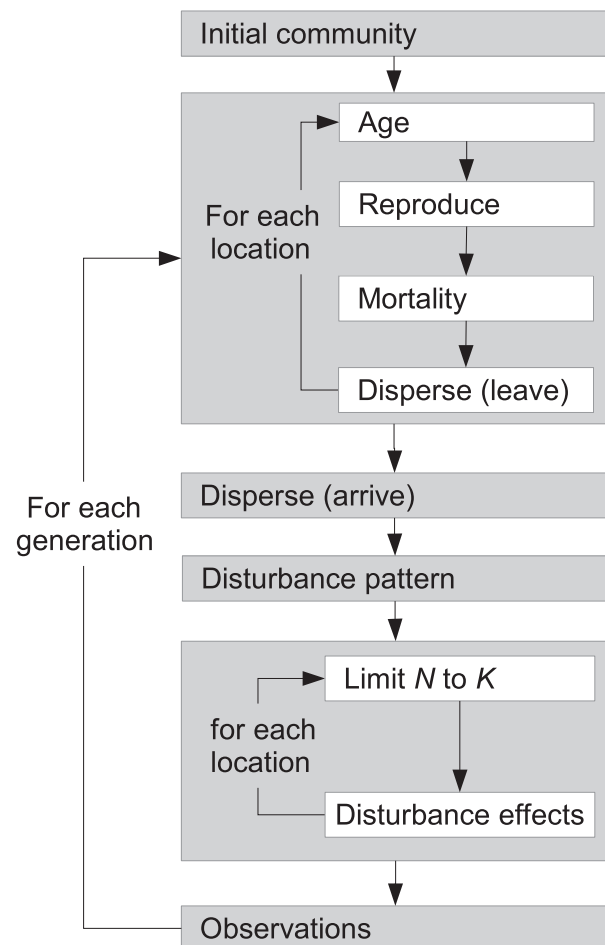 Initial community
Age
Reproduce
For each
location
Mortality
Disperse (leave)
Disperse (arrive)
For each
generation
Disturbance pattern
Limit N to K
for each
location
Disturbance effects
Observations